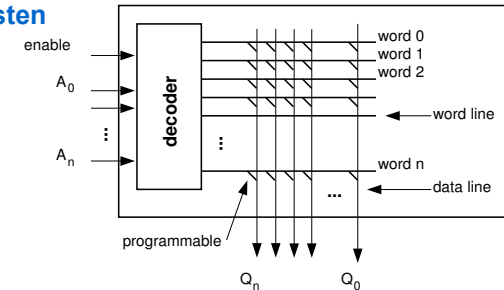 sten
enable
A0
...
An
decoder
word 0
word 1
word 2
word line
...
word n
data line
...
programmable
Qn
Q0